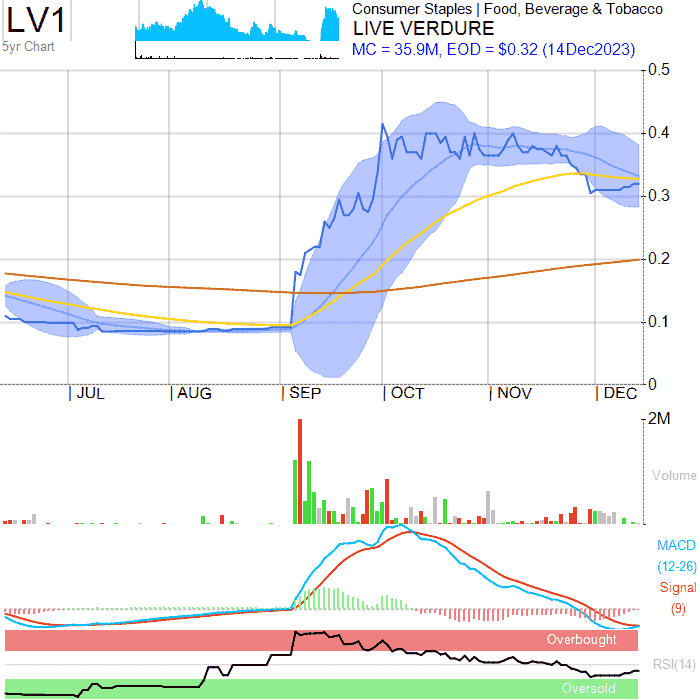 LV1
5yr Chart
Consumer Staples | Food, Beverage & Tobacco
LIVE VERDURE
MC = 35.9M, EOD = $0.32 (14Dec2023)
0.5
0.4
0.3
0.2
0.1
0
JUL AUG SEP OCT NOV DEC
2M
Volume
MACD
(12-26)
Signal
(9)
Overbought
RSI(14)
Oversold